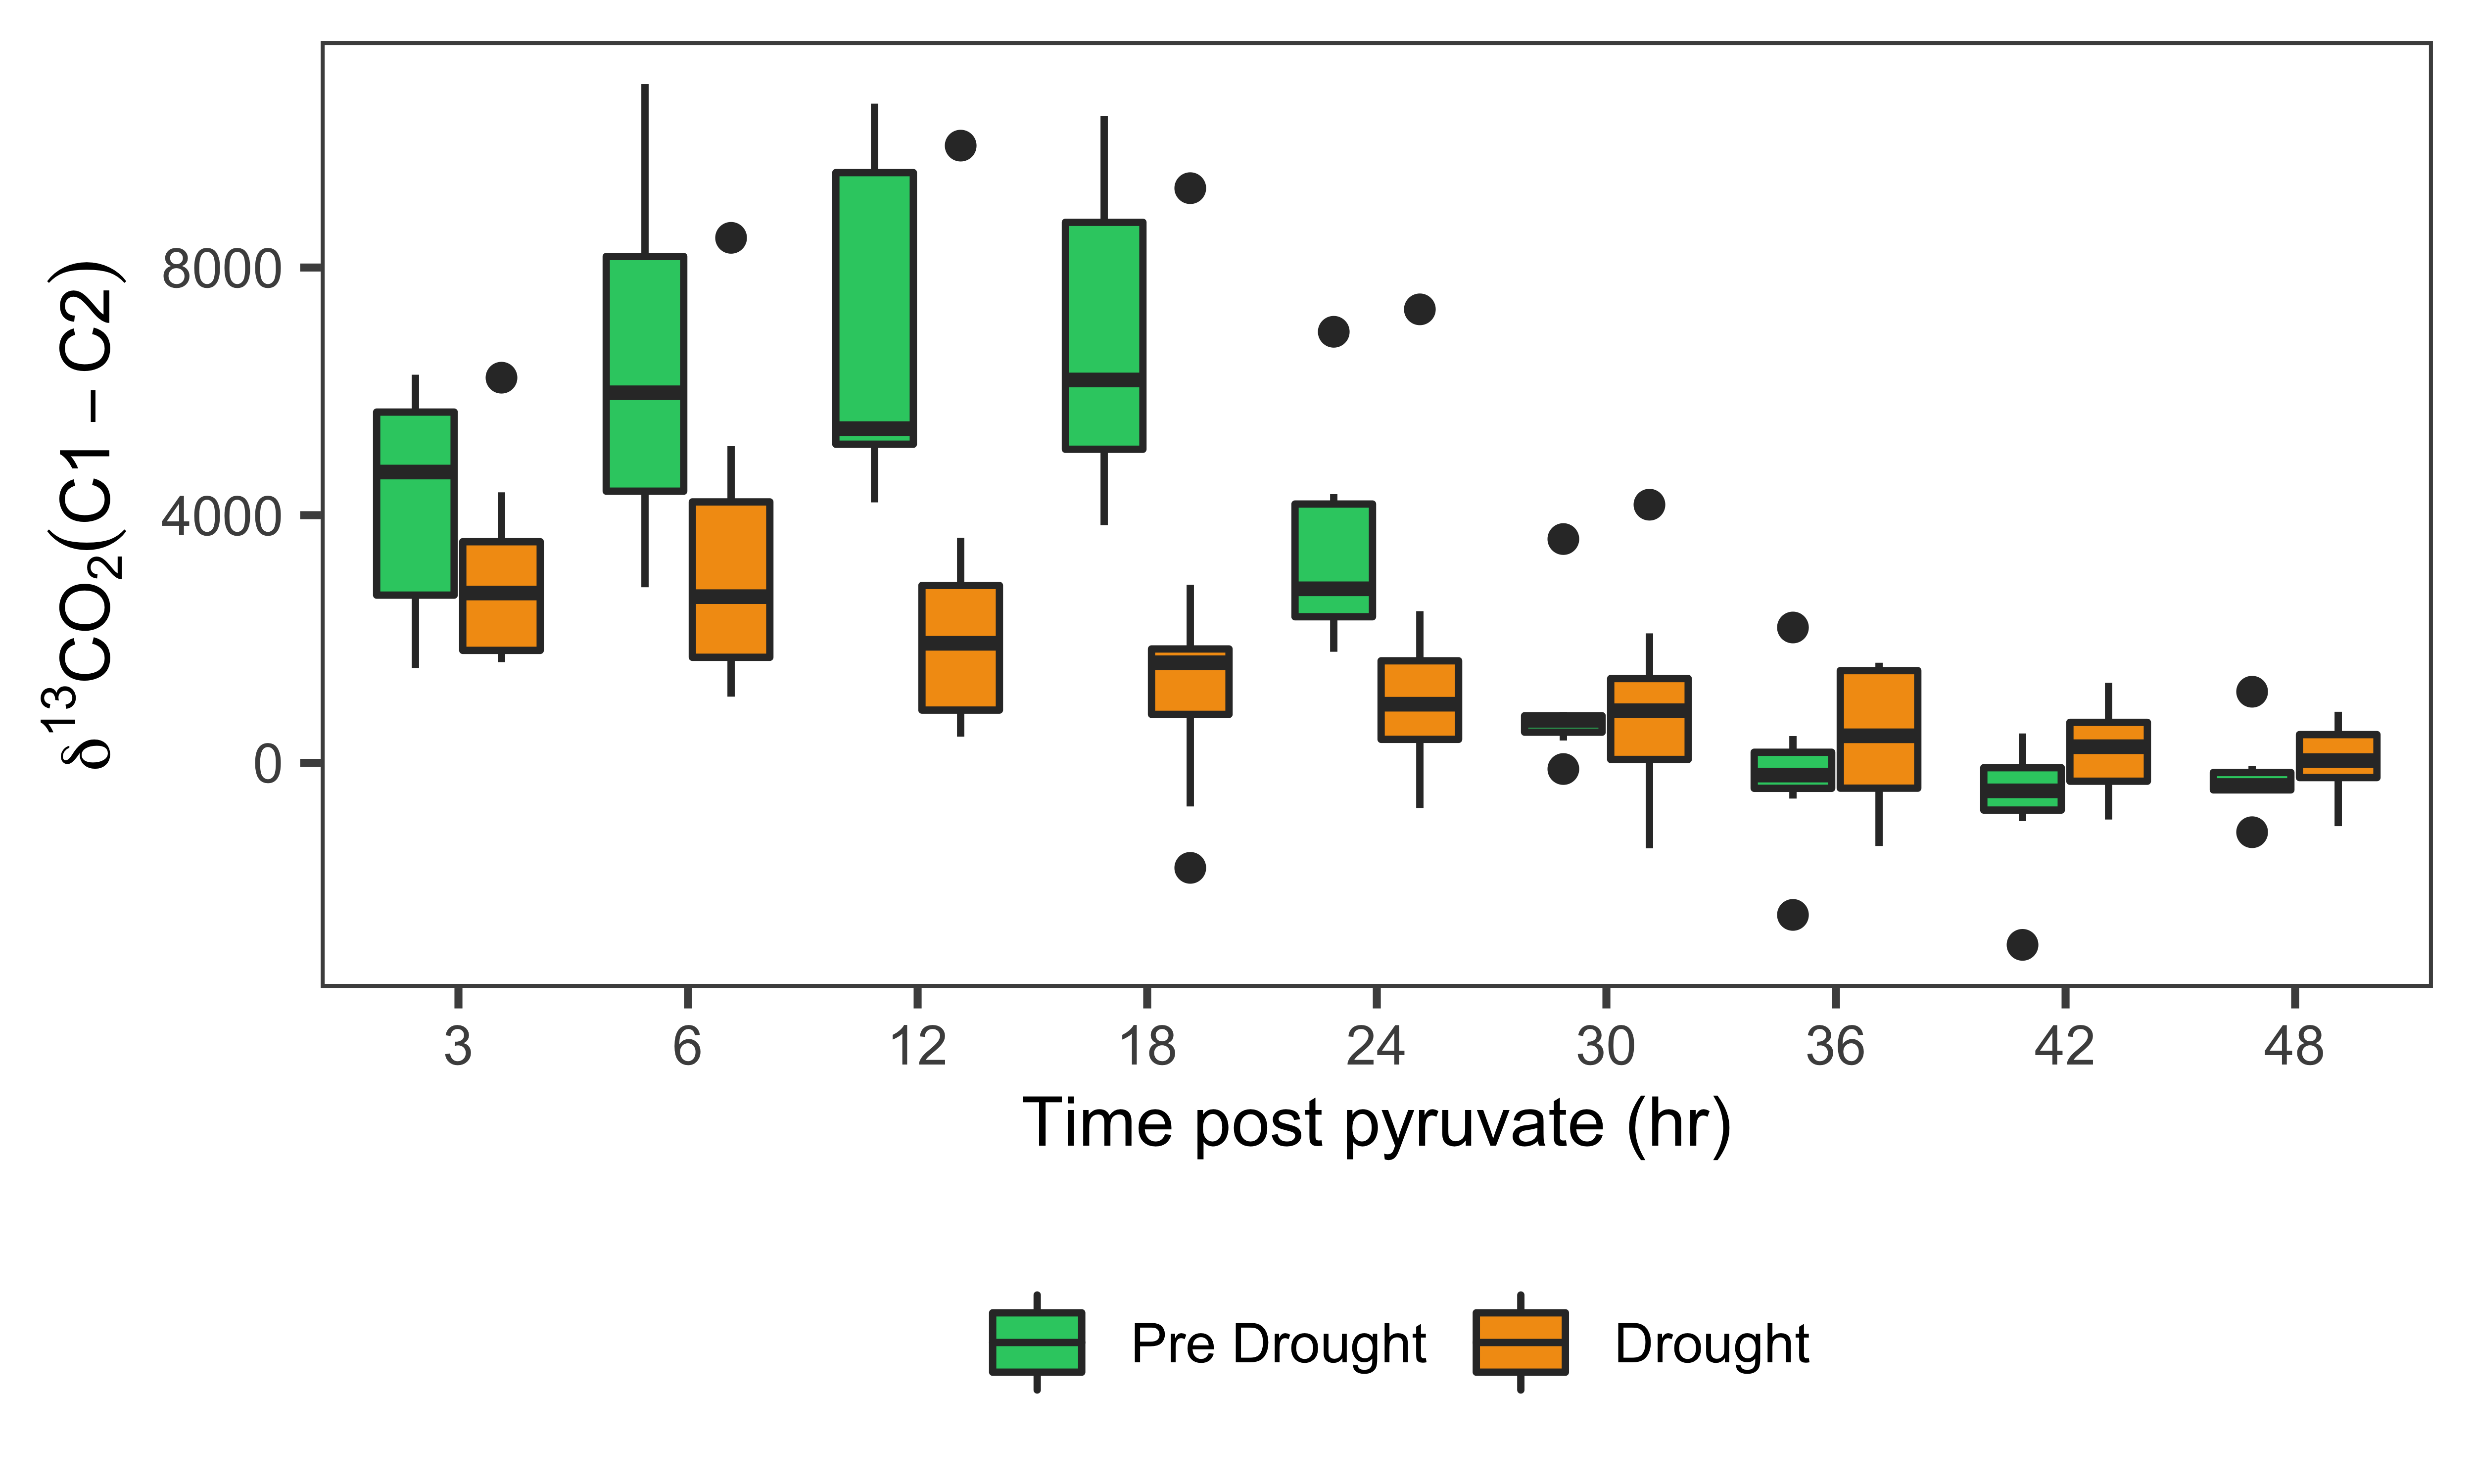 δ¹³CO₂(C1 – C2)
8000
4000
0
3 6 12 18 24 30 36 42 48
Time post pyruvate (hr)
Pre Drought Drought